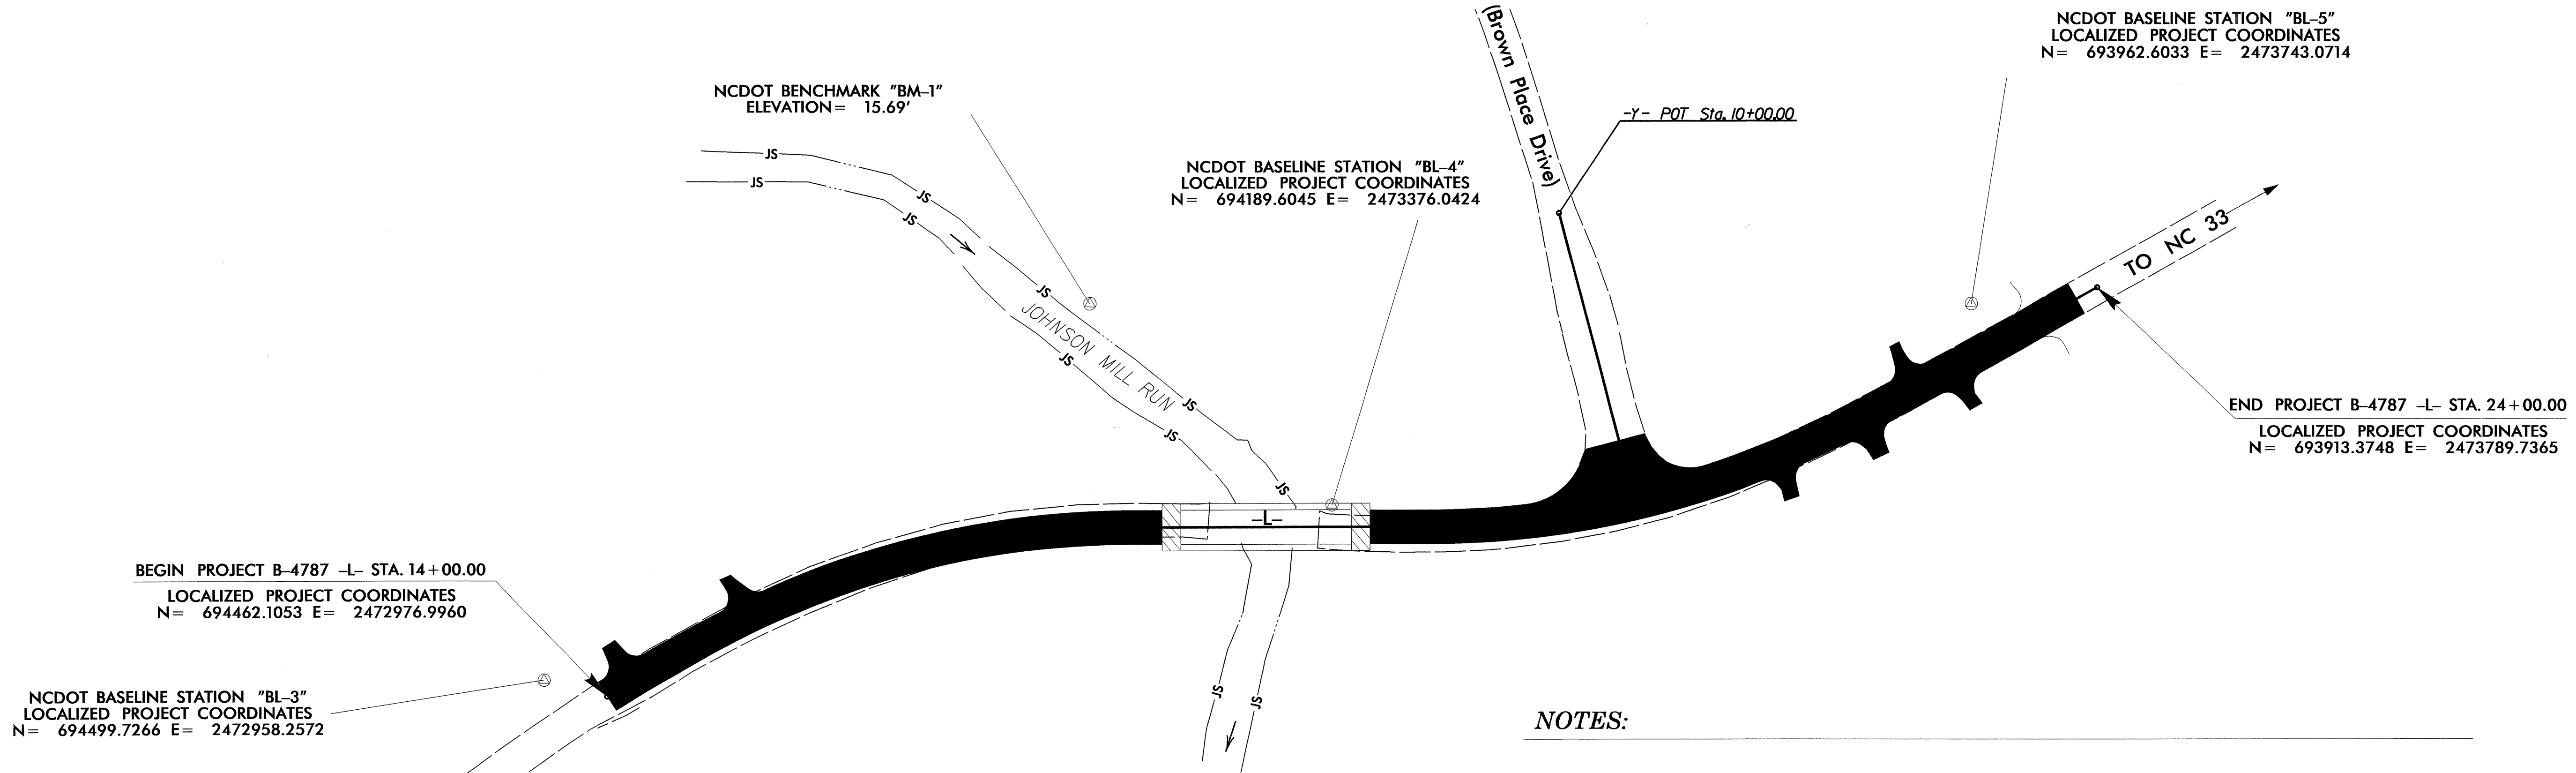 NCDOT BASELINE STATION "BL–5"
LOCALIZED PROJECT COORDINATES
N= 693962.6033 E= 2473743.0714
(Brown Place Drive)
NCDOT BENCHMARK "BM–1"
ELEVATION= 15.69'
-Y- POT Sta. 10+00.00
NCDOT BASELINE STATION "BL–4"
LOCALIZED PROJECT COORDINATES
N= 694189.6045 E= 2473376.0424
JS
JS
JS
JS
TO NC 33
JS
JOHNSON MILL RUN
JS
JS
JS
END PROJECT B–4787 –L– STA. 24+00.00
LOCALIZED PROJECT COORDINATES
N= 693913.3748 E= 2473789.7365
JS
–L–
BEGIN PROJECT B–4787 –L– STA. 14+00.00
LOCALIZED PROJECT COORDINATES
N= 694462.1053 E= 2472976.9960
JS
JS
NCDOT BASELINE STATION "BL–3"
LOCALIZED PROJECT COORDINATES
N= 694499.7266 E= 2472958.2572
NOTES: